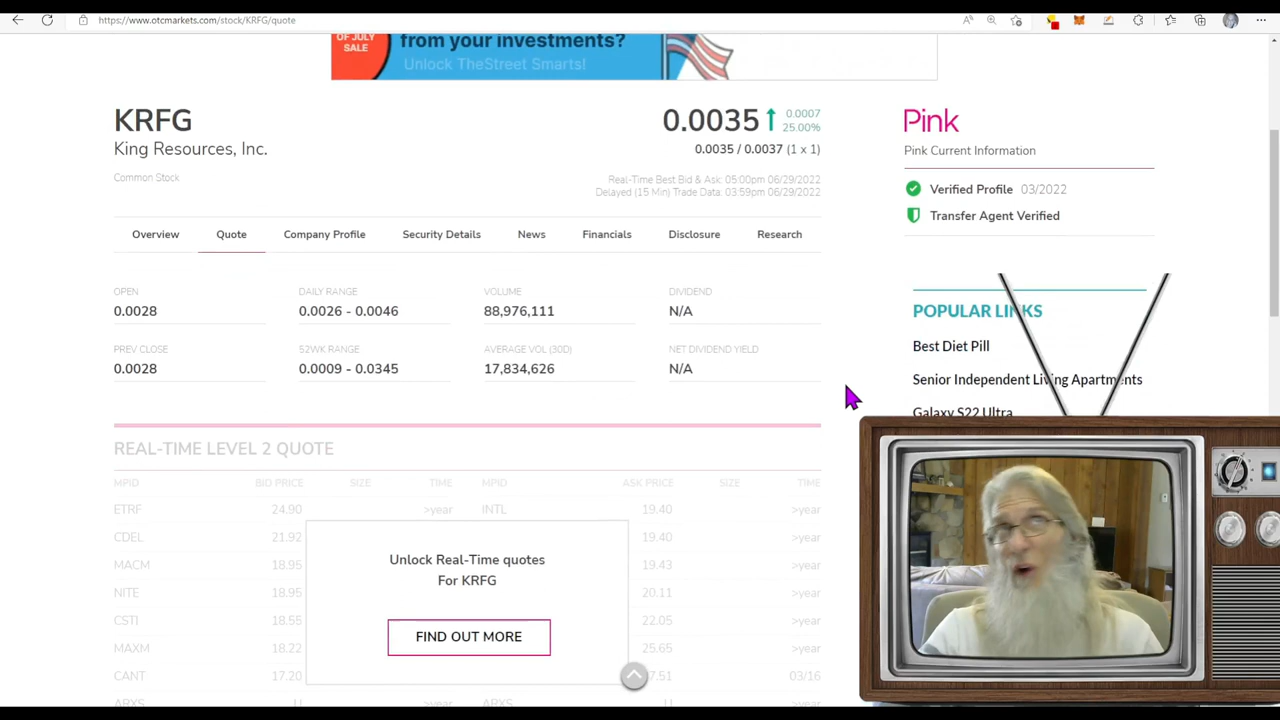 https://www.otcmarkets.com/stock/KRFG/quote
OF JULY
SALE
from your investments?
Unlock TheStreet Smarts!
KRFG
King Resources, Inc.
Common Stock
0.0035
0.0007
25.00%
0.0035 / 0.0037 (1 x 1)
Real-Time Best Bid & Ask: 05:00pm 06/29/2022
Delayed (15 Min) Trade Data: 03:59pm 06/29/2022
Pink
Pink Current Information
Verified Profile 03/2022
Transfer Agent Verified
Overview Quote Company Profile Security Details News Financials Disclosure Research
OPEN DAILY RANGE VOLUME DIVIDEND
0.0028 0.0026 - 0.0046 88,976,111 N/A
PREV CLOSE 52WK RANGE AVERAGE VOL (30D) NET DIVIDEND YIELD
0.0028 0.0009 - 0.0345 17,834,626 N/A
POPULAR LINKS
Best Diet Pill
Senior Independent Living Apartments
Galaxy S22 Ultra
REAL-TIME LEVEL 2 QUOTE
MPID BID PRICE SIZE TIME MPID ASK PRICE SIZE TIME
ETRF 24.90 >year INTL 19.40 >year
CDEL 21.92 19.40 >year
MACM 18.95 19.43 >year
NITE 18.95 20.11 >year
CSTI 18.55 22.05 >year
MAXM 18.22 25.65 >year
CANT 17.20 03/16
ARXS
Unlock Real-Time quotes
For KRFG
FIND OUT MORE